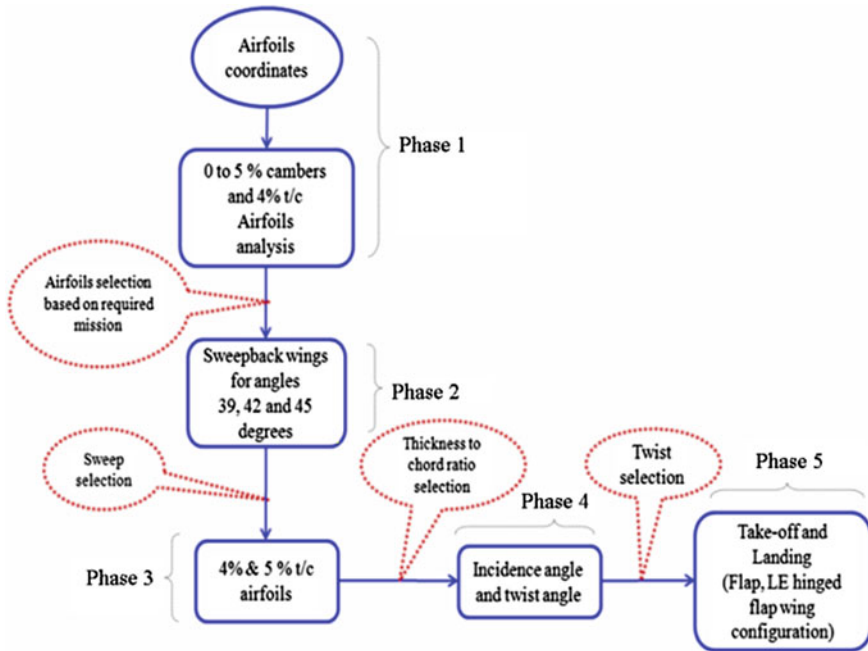 Airfoils
coordinates
Phase 1
0 to 5 % cambers
and 4% t/c
Airfoils
analysis
Airfoils selection
based on required
mission
Sweepback wings
for angles
39, 42 and 45
degrees
Phase 2
Sweep
selection
Thickness to
chord ratio
selection
Twist
selection
Phase 5
Phase 4
Phase 3
4% & 5 % t/c
airfoils
Incidence angle
and twist angle
Take-off and
Landing
(Flap, LE hinged
flap wing
configuration)